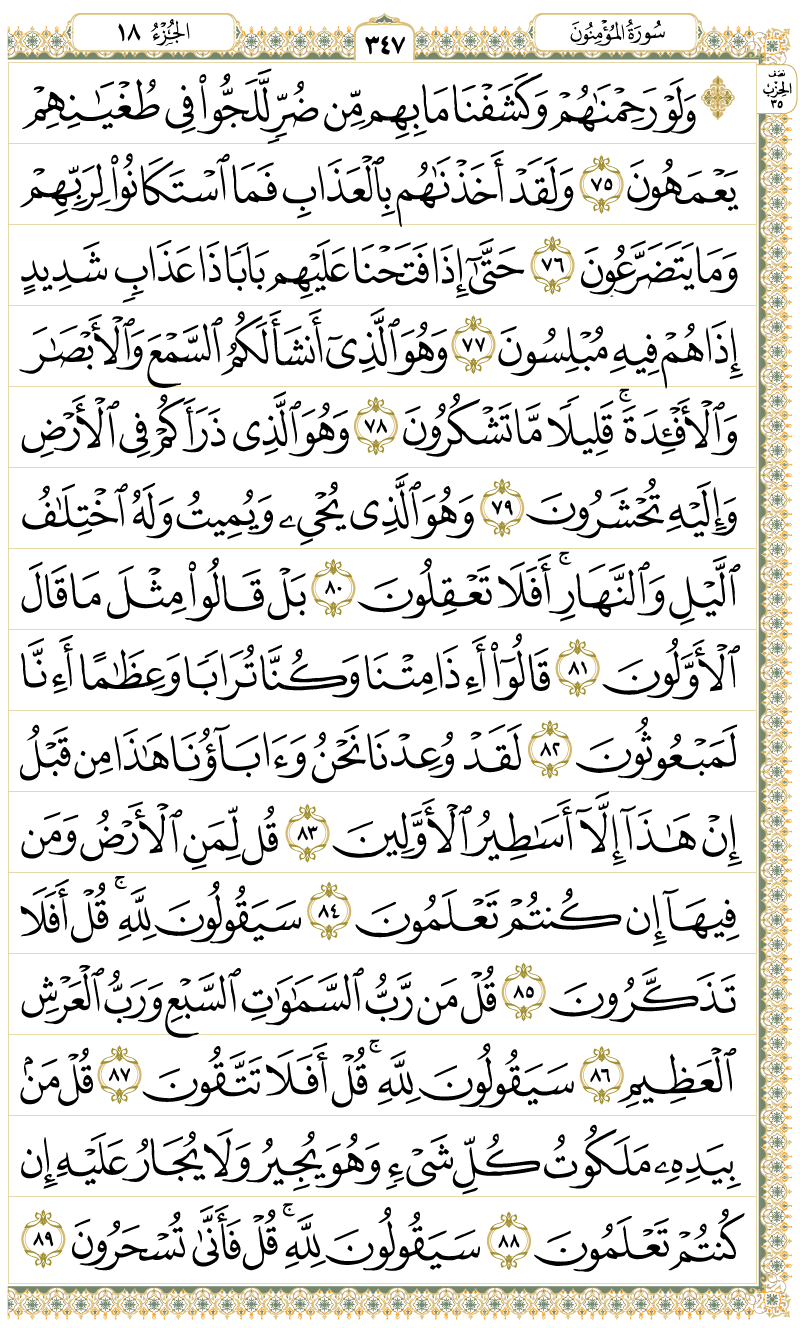 سُورَةُ المُؤْمِنُونَ
٣٤٧
الجُزْءُ ١٨
نصف
الحزب
٣٥
۞ وَلَوْ رَحِمْنَٰهُمْ وَكَشَفْنَا مَا بِهِم مِّن ضُرٍّ لَّلَجُّوا۟ فِى طُغْيَٰنِهِمْ
يَعْمَهُونَ ٧٥ وَلَقَدْ أَخَذْنَٰهُم بِٱلْعَذَابِ فَمَا ٱسْتَكَانُوا۟ لِرَبِّهِمْ
وَمَا يَتَضَرَّعُونَ ٧٦ حَتَّىٰٓ إِذَا فَتَحْنَا عَلَيْهِم بَابًا ذَا عَذَابٍ شَدِيدٍ
إِذَا هُمْ فِيهِ مُبْلِسُونَ ٧٧ وَهُوَ ٱلَّذِىٓ أَنشَأَ لَكُمُ ٱلسَّمْعَ وَٱلْأَبْصَٰرَ
وَٱلْأَفْـِٔدَةَ ۚ قَلِيلًا مَّا تَشْكُرُونَ ٧٨ وَهُوَ ٱلَّذِى ذَرَأَكُمْ فِى ٱلْأَرْضِ
وَإِلَيْهِ تُحْشَرُونَ ٧٩ وَهُوَ ٱلَّذِى يُحْىِۦ وَيُمِيتُ وَلَهُ ٱخْتِلَٰفُ
ٱلَّيْلِ وَٱلنَّهَارِ ۚ أَفَلَا تَعْقِلُونَ ٨٠ بَلْ قَالُوا۟ مِثْلَ مَا قَالَ
ٱلْأَوَّلُونَ ٨١ قَالُوٓا۟ أَءِذَا مِتْنَا وَكُنَّا تُرَابًا وَعِظَٰمًا أَءِنَّا
لَمَبْعُوثُونَ ٨٢ لَقَدْ وُعِدْنَا نَحْنُ وَءَابَآؤُنَا هَٰذَا مِن قَبْلُ
إِنْ هَٰذَآ إِلَّآ أَسَٰطِيرُ ٱلْأَوَّلِينَ ٨٣ قُل لِّمَنِ ٱلْأَرْضُ وَمَن
فِيهَآ إِن كُنتُمْ تَعْلَمُونَ ٨٤ سَيَقُولُونَ لِلَّهِ ۚ قُلْ أَفَلَا
تَذَكَّرُونَ ٨٥ قُلْ مَن رَّبُّ ٱلسَّمَٰوَٰتِ ٱلسَّبْعِ وَرَبُّ ٱلْعَرْشِ
ٱلْعَظِيمِ ٨٦ سَيَقُولُونَ لِلَّهِ ۚ قُلْ أَفَلَا تَتَّقُونَ ٨٧ قُلْ مَنۢ
بِيَدِهِۦ مَلَكُوتُ كُلِّ شَىْءٍ وَهُوَ يُجِيرُ وَلَا يُجَارُ عَلَيْهِ إِن
كُنتُمْ تَعْلَمُونَ ٨٨ سَيَقُولُونَ لِلَّهِ ۚ قُلْ فَأَنَّىٰ تُسْحَرُونَ ٨٩